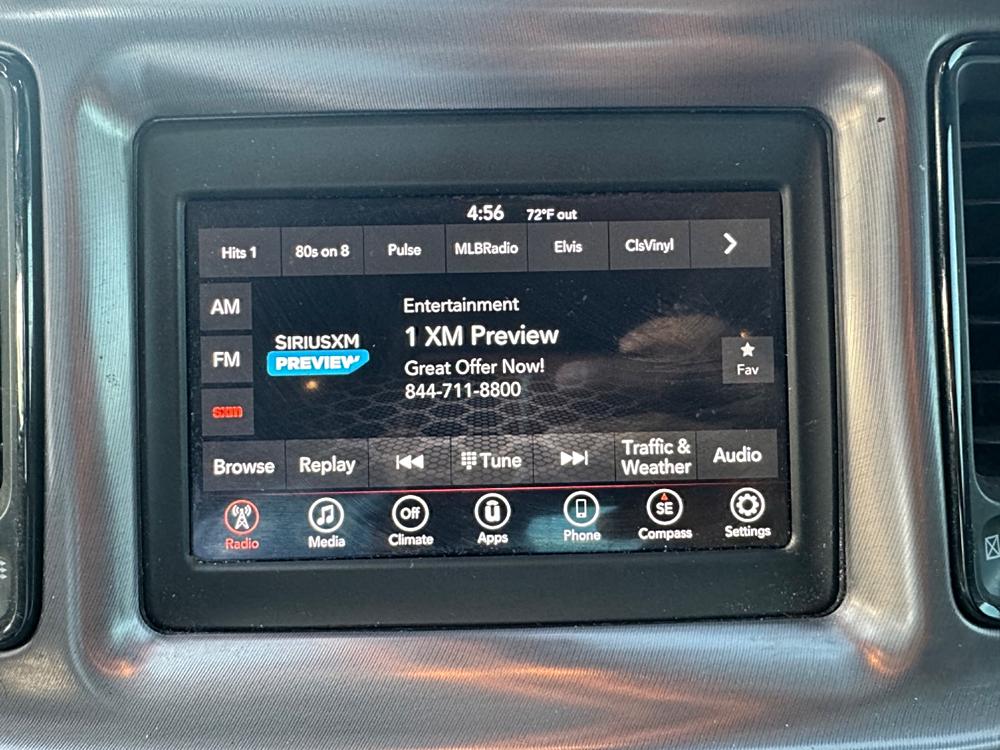 4:56 72°F out
Hits 1 80s on 8 Pulse MLBRadio Elvis ClsVinyl
AM
FM
sxm
SIRIUSXM
PREVIEW
Entertainment
1 XM Preview
Great Offer Now!
844-711-8800
Fav
Browse Replay Tune Traffic & Weather Audio
Off SE
Radio Media Climate Apps Phone Compass Settings